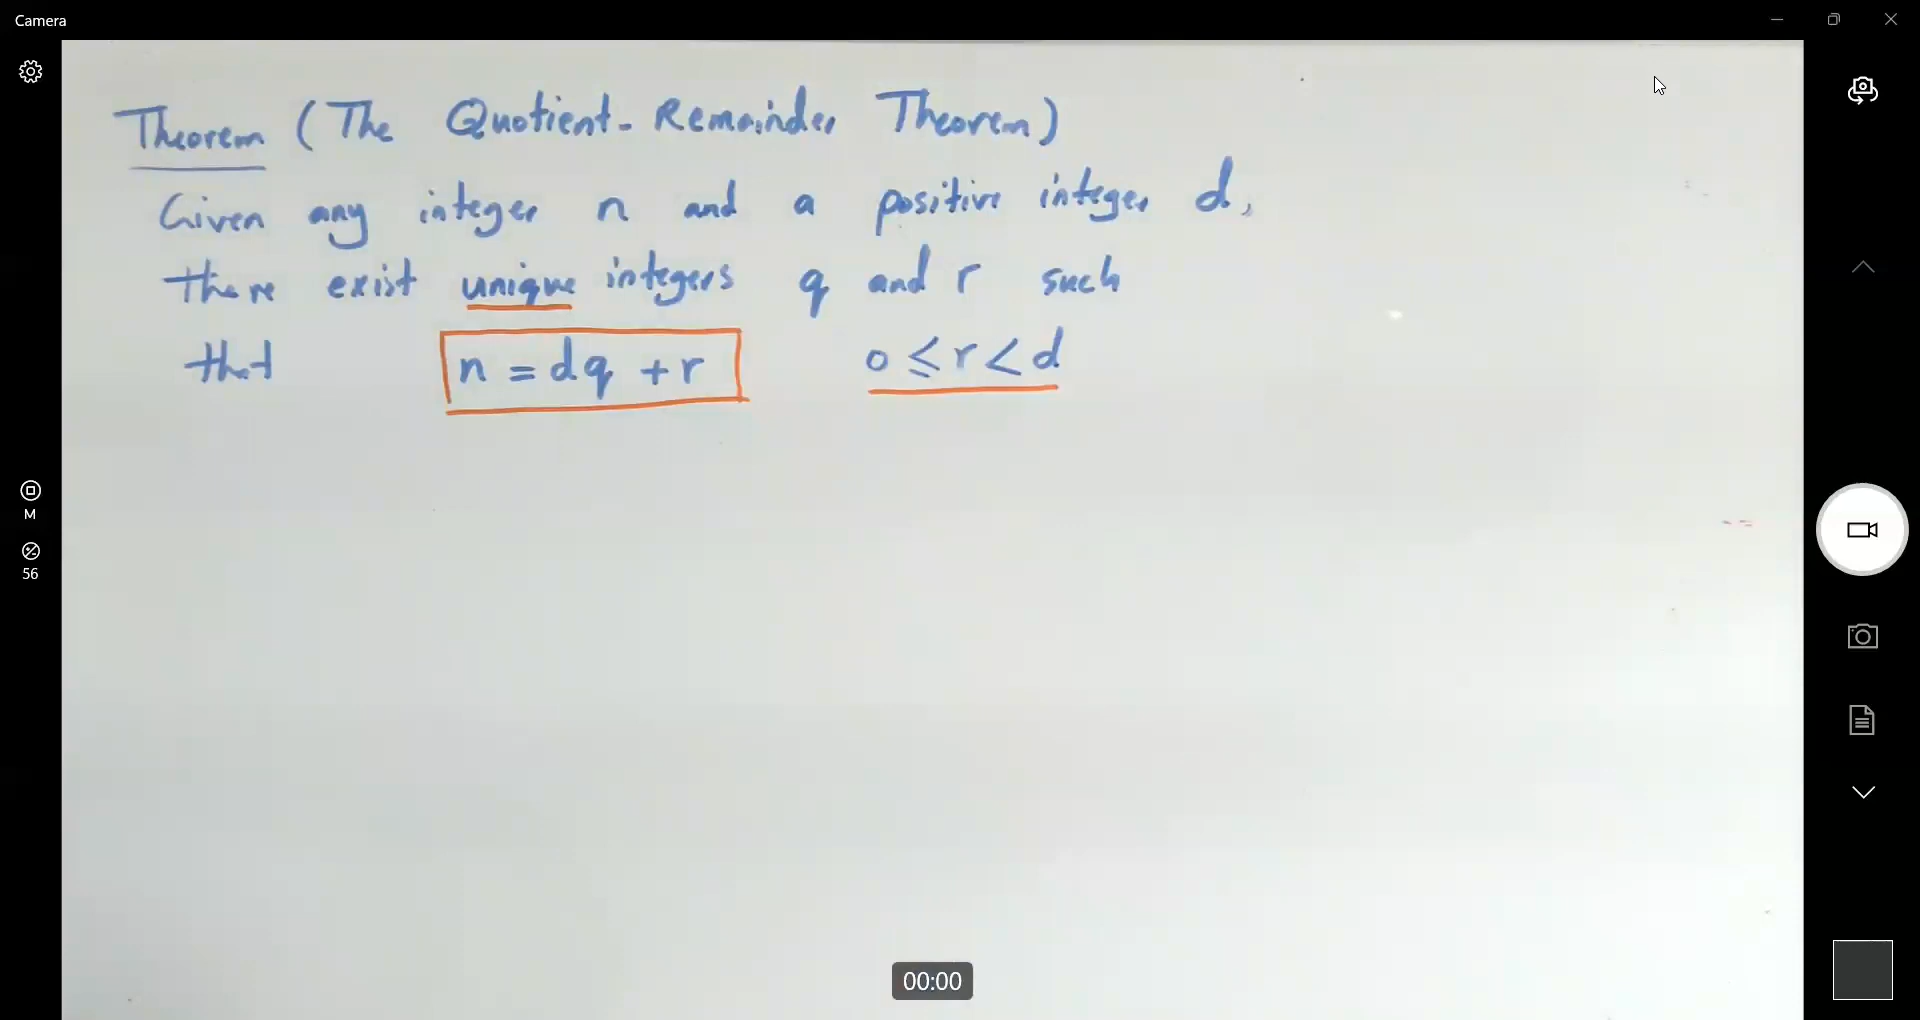 Camera
Theorem (The Quotient-Remainder Theorem)
Given any integer n and a positive integer d,
there exist unique integers q and r such
that n = dq + r 0 ≤ r < d
M
56
00:00